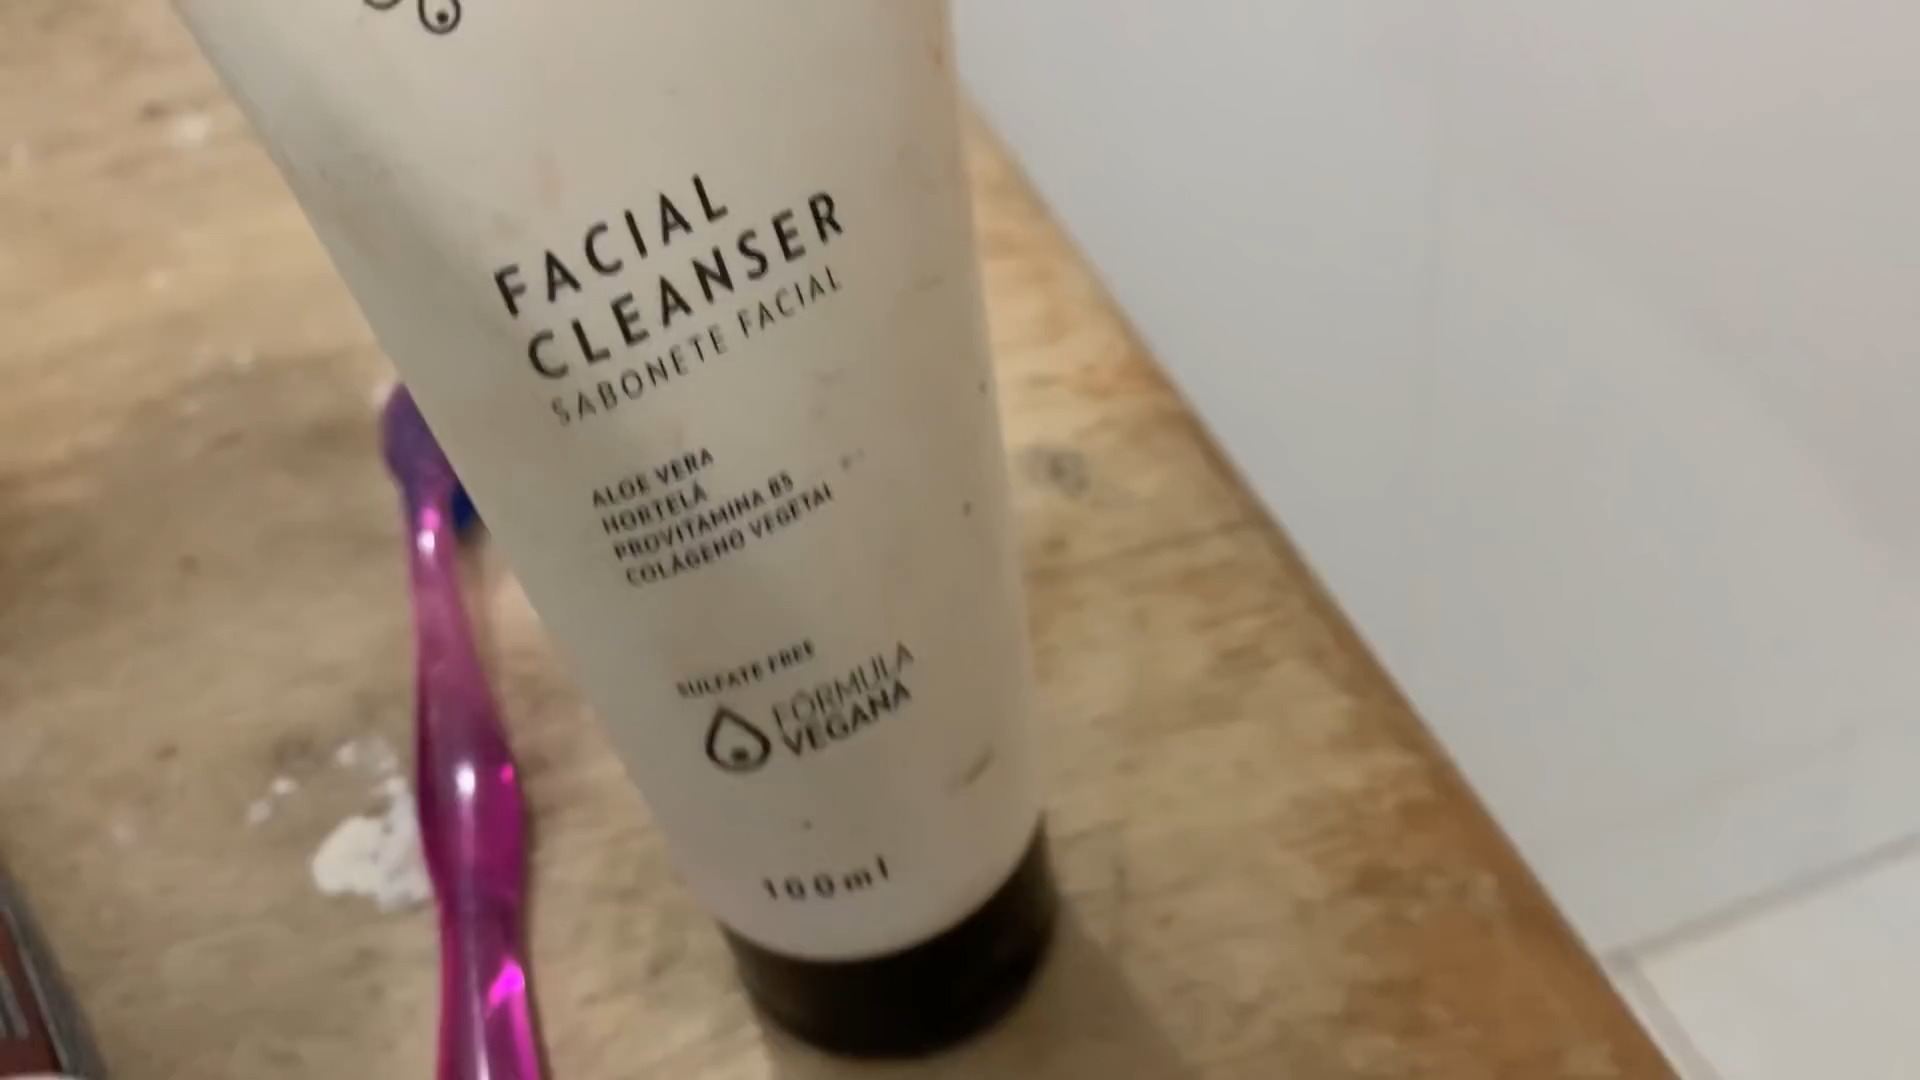 FACIAL
CLEANSER
SABONETE FACIAL
ALOE VERA
HORTELÃ
PROVITAMINA B5
COLÁGENO VEGETAL
SULFATE FREE
FÓRMULA
VEGANA
100ml